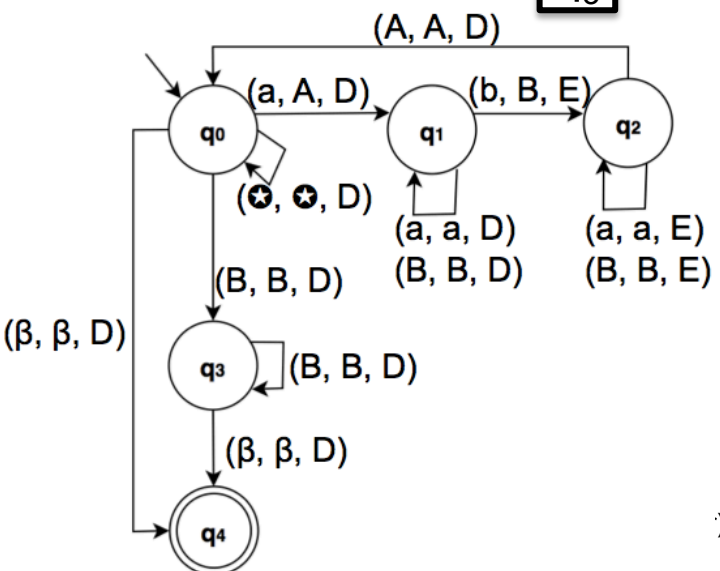 (A, A, D)
(a, A, D)
(b, B, E)
q0
q1
q2
(✪, ✪, D)
(a, a, D)
(a, a, E)
(B, B, D)
(B, B, D)
(B, B, E)
(β, β, D)
q3
(B, B, D)
(β, β, D)
q4